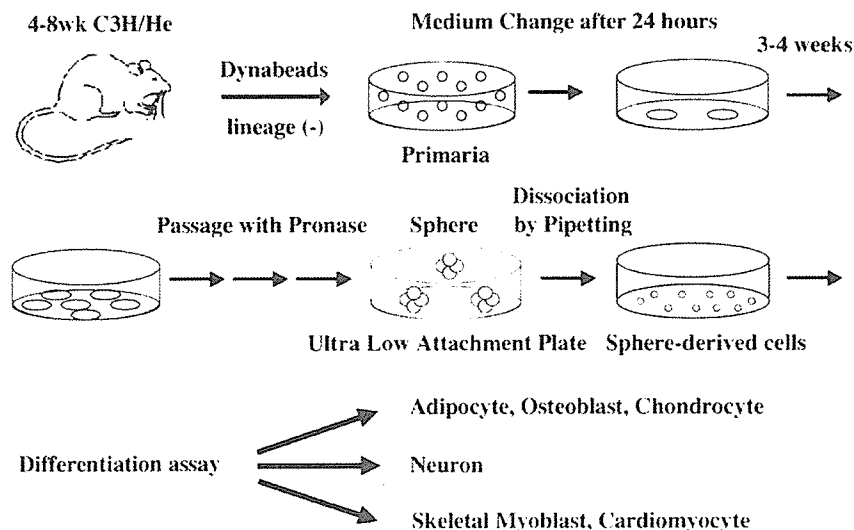 4-8wk C3H/He
Medium Change after 24 hours
3-4 weeks
Dynabeads
lineage (-)
Primaria
Passage with Pronase
Sphere
Dissociation
by Pipetting
Ultra Low Attachment Plate
Sphere-derived cells
Differentiation assay
Adipocyte, Osteoblast, Chondrocyte
Neuron
Skeletal Myoblast, Cardiomyocyte